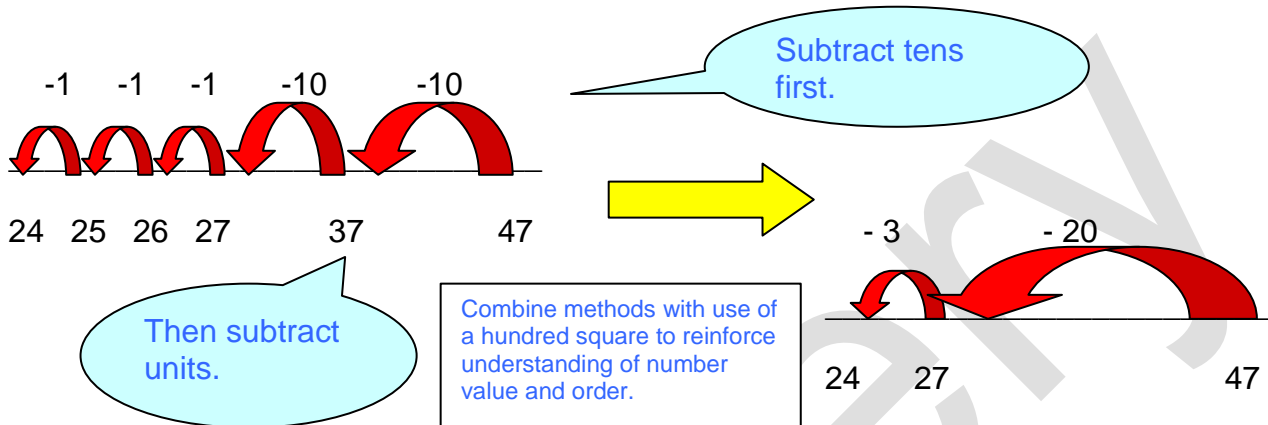 Subtract tens
first.
-1 -1 -1 -10 -10
24 25 26 27 37 47
- 3 - 20
Then subtract
units.
Combine methods with use of
a hundred square to reinforce
understanding of number
value and order.
24 27 47